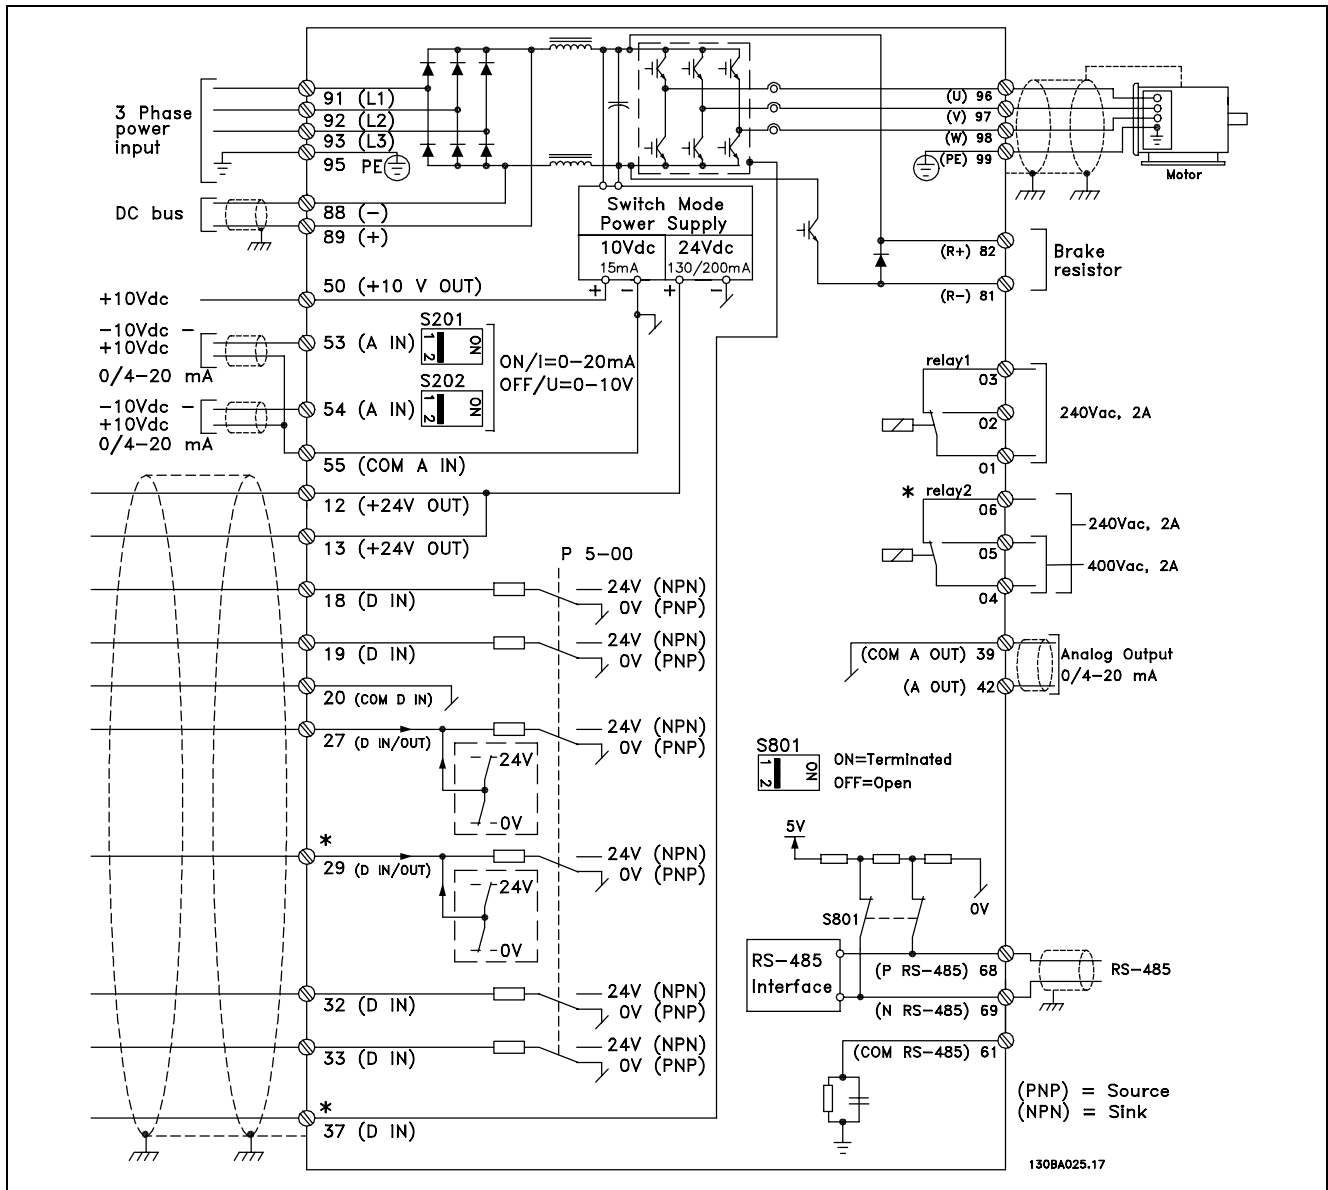 3 Phase
power
input
91 (L1)
92 (L2)
93 (L3)
95 PE
DC bus
88 (−)
89 (+)
Switch Mode
Power Supply
10Vdc
15mA
24Vdc
130/200mA
+ − + −
(U) 96
(V) 97
(W) 98
(PE) 99
Motor
(R+) 82
(R−) 81
Brake
resistor
+10Vdc
50 (+10 V OUT)
−10Vdc −
+10Vdc
0/4−20 mA
53 (A IN)
S201
1 2
ON
−10Vdc −
+10Vdc
0/4−20 mA
54 (A IN)
S202
1 2
ON
ON/I=0−20mA
OFF/U=0−10V
55 (COM A IN)
12 (+24V OUT)
13 (+24V OUT)
P 5−00
18 (D IN)
24V (NPN)
0V (PNP)
19 (D IN)
24V (NPN)
0V (PNP)
20 (COM D IN)
27 (D IN/OUT)
24V (NPN)
0V (PNP)
24V
0V
*
29 (D IN/OUT)
24V (NPN)
0V (PNP)
24V
0V
32 (D IN)
24V (NPN)
0V (PNP)
33 (D IN)
24V (NPN)
0V (PNP)
*
37 (D IN)
relay1
03
02
01
240Vac, 2A
* relay2
06
05
04
240Vac, 2A
400Vac, 2A
(COM A OUT) 39
(A OUT) 42
Analog Output
0/4−20 mA
S801
1 2
ON
ON=Terminated
OFF=Open
5V
0V
S801
RS−485
Interface
(P RS−485) 68
(N RS−485) 69
RS−485
(COM RS−485) 61
(PNP) = Source
(NPN) = Sink
130BA025.17